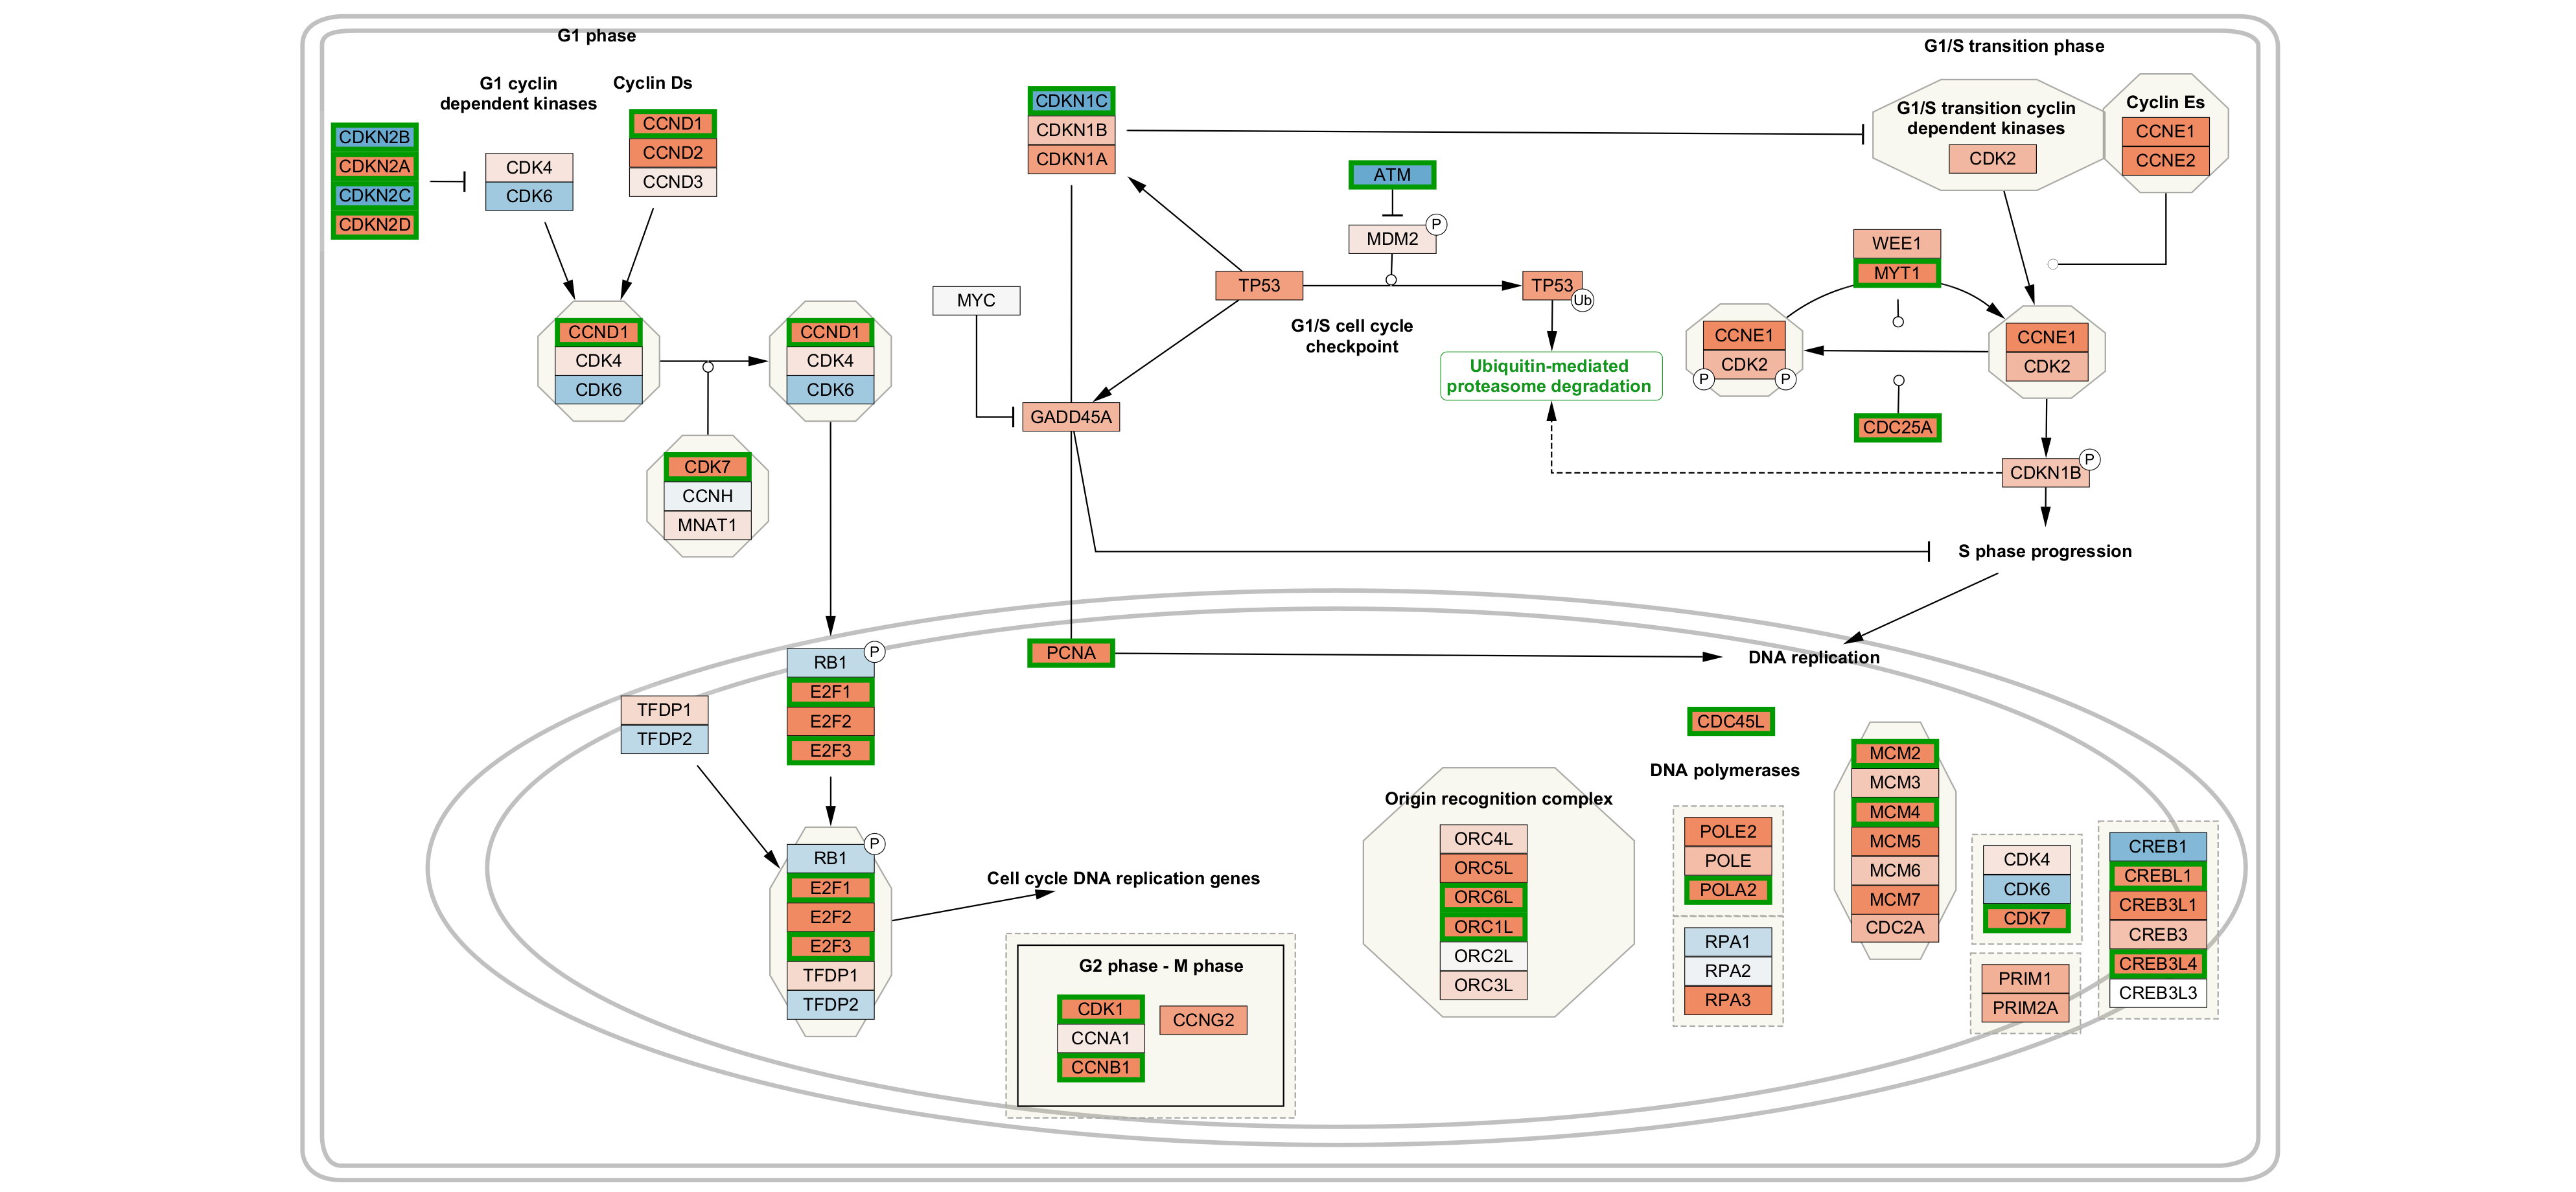 G1 phase
G1/S transition phase
G1 cyclin
dependent kinases
Cyclin Ds
CDKN2B
CDKN2A
CDKN2C
CDKN2D
CDK4
CDK6
CCND1
CCND2
CCND3
CDKN1C
CDKN1B
CDKN1A
ATM
MDM2
P
G1/S transition cyclin
dependent kinases
CDK2
Cyclin Es
CCNE1
CCNE2
WEE1
MYT1
MYC
TP53
TP53
Ub
G1/S cell cycle
checkpoint
Ubiquitin-mediated
proteasome degradation
CCND1
CDK4
CDK6
CCND1
CDK4
CDK6
CCNE1
CDK2
P
P
CCNE1
CDK2
GADD45A
CDC25A
CDK7
CCNH
MNAT1
CDKN1B
P
S phase progression
PCNA
DNA replication
RB1
P
E2F1
E2F2
E2F3
TFDP1
TFDP2
CDC45L
DNA polymerases
Origin recognition complex
RB1
P
E2F1
E2F2
E2F3
TFDP1
TFDP2
Cell cycle DNA replication genes
G2 phase - M phase
CDK1
CCNA1
CCNB1
CCNG2
ORC4L
ORC5L
ORC6L
ORC1L
ORC2L
ORC3L
POLE2
POLE
POLA2
RPA1
RPA2
RPA3
MCM2
MCM3
MCM4
MCM5
MCM6
MCM7
CDC2A
CDK4
CDK6
CDK7
PRIM1
PRIM2A
CREB1
CREBL1
CREB3L1
CREB3
CREB3L4
CREB3L3